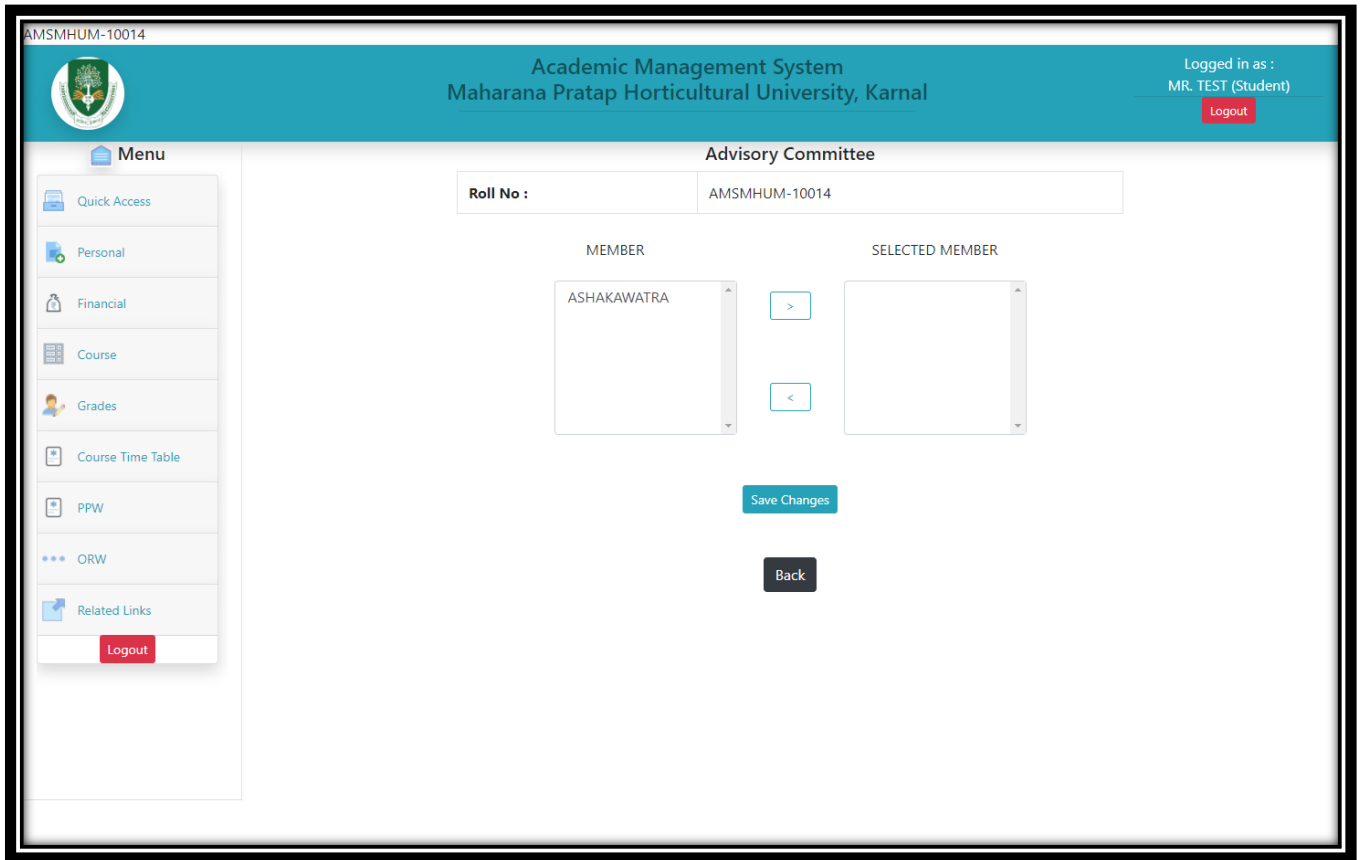 AMSMHUM-10014
Academic Management System
Maharana Pratap Horticultural University, Karnal
Logged in as :
MR. TEST (Student)
Logout
Menu
Quick Access
Personal
Financial
Course
Grades
Course Time Table
PPW
ORW
Related Links
Logout
Advisory Committee
Roll No : AMSMHUM-10014
MEMBER SELECTED MEMBER
ASHAKAWATRA
>
<
Save Changes
Back